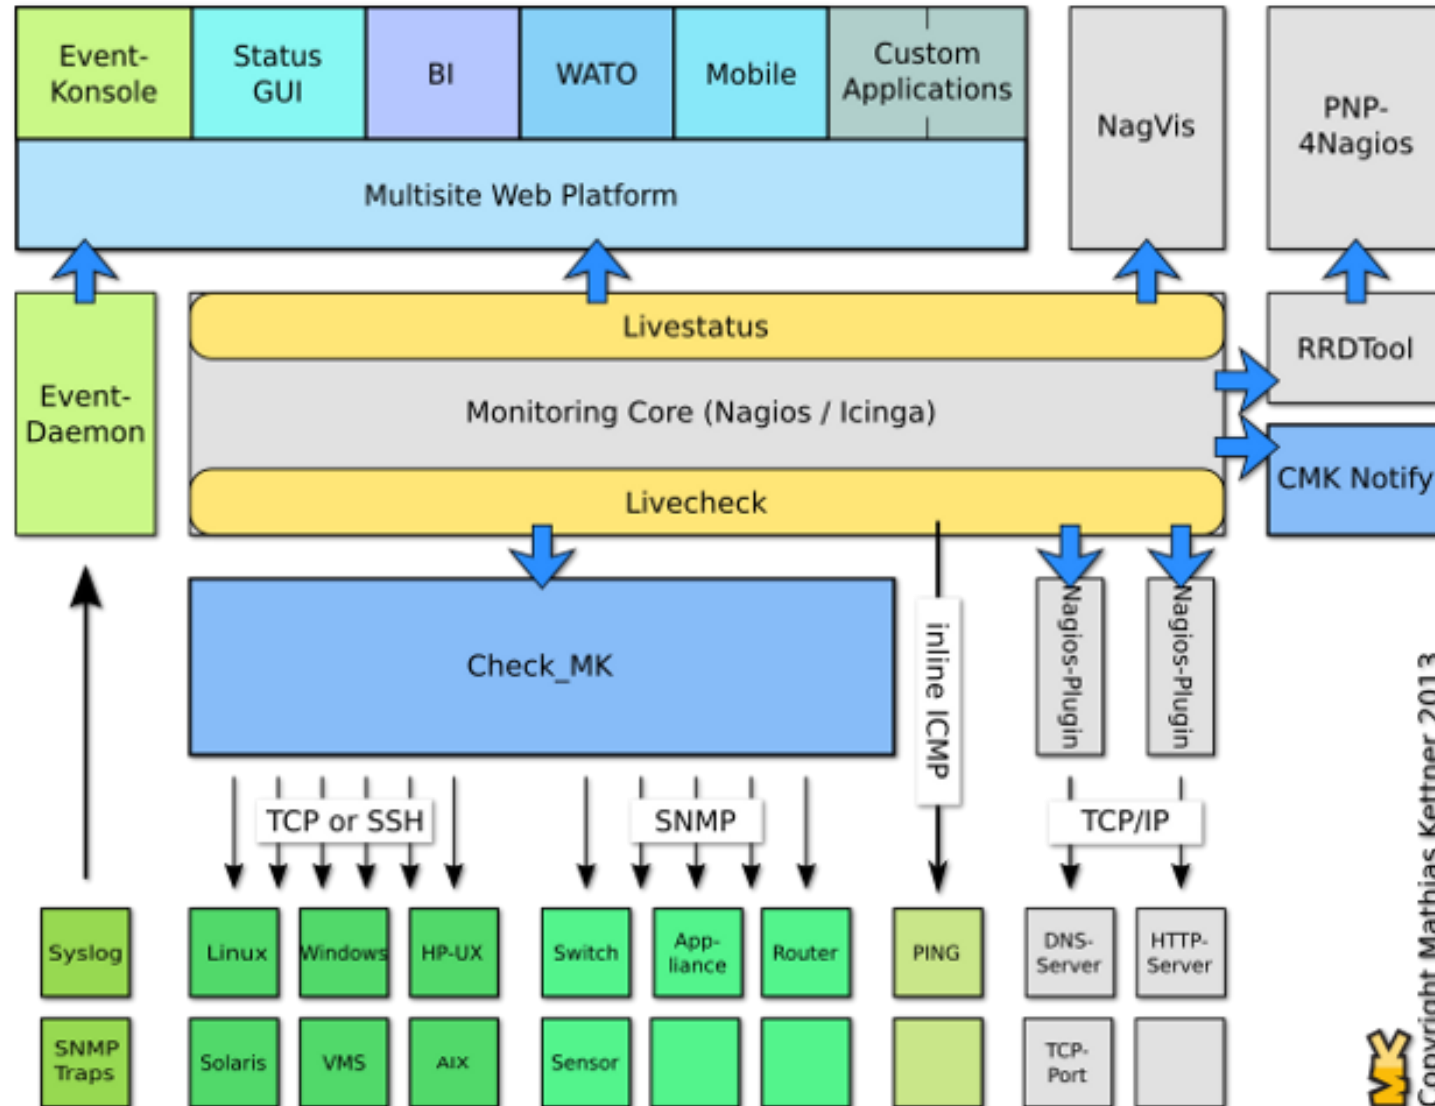 Event-
Konsole
Status
GUI
BI
WATO
Mobile
Custom
Applications
NagVis
PNP-
4Nagios
Multisite Web Platform
Livestatus
RRDTool
Event-
Daemon
Monitoring Core (Nagios / Icinga)
CMK Notify
Livecheck
Check_MK
inline ICMP
Nagios-Plugin
Nagios-Plugin
TCP or SSH
SNMP
TCP/IP
Syslog
Linux
Windows
HP-UX
Switch
App-
liance
Router
PING
DNS-
Server
HTTP-
Server
SNMP
Traps
Solaris
VMS
AIX
Sensor
TCP-
Port
MK
Copyright Mathias Kettner 2013